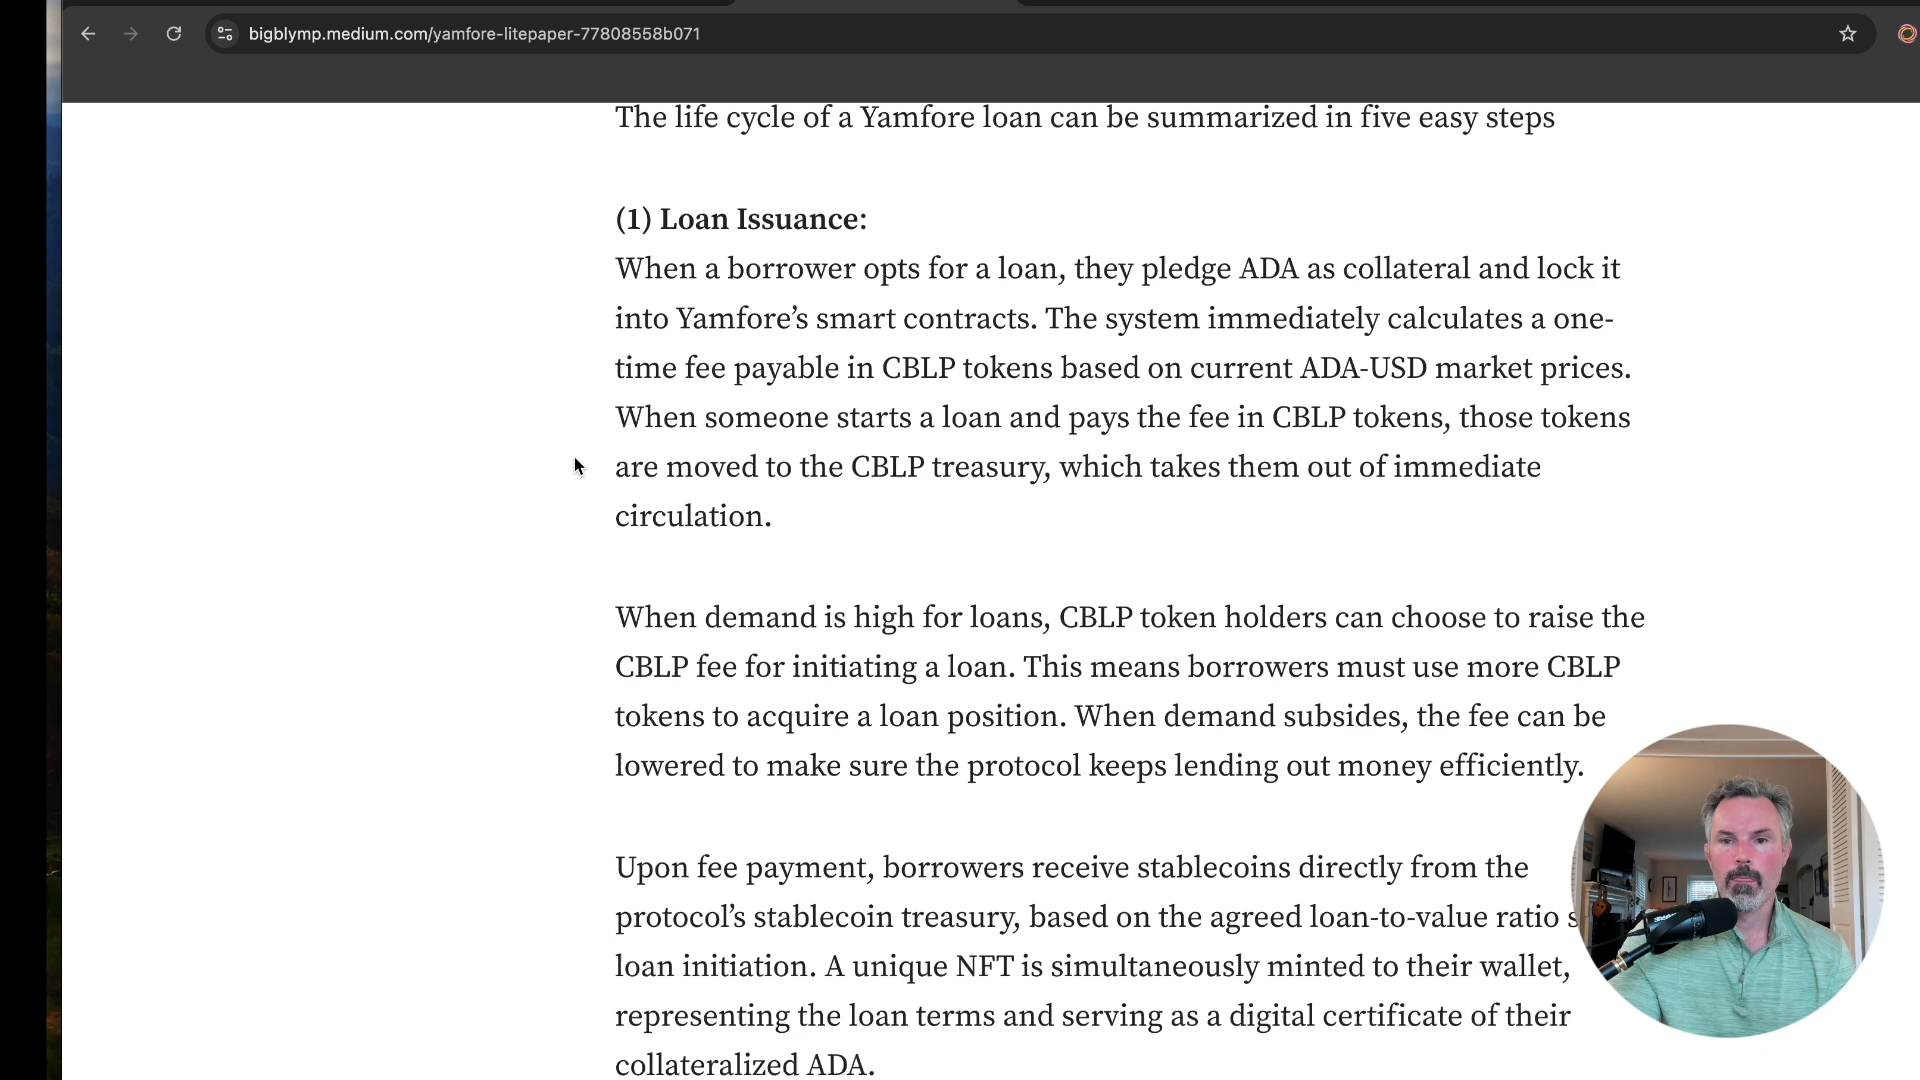 bigblymp.medium.com/yamfore-litepaper-77808558b071
The life cycle of a Yamfore loan can be summarized in five easy steps
(1) Loan Issuance:
When a borrower opts for a loan, they pledge ADA as collateral and lock it
into Yamfore’s smart contracts. The system immediately calculates a one-
time fee payable in CBLP tokens based on current ADA-USD market prices.
When someone starts a loan and pays the fee in CBLP tokens, those tokens
are moved to the CBLP treasury, which takes them out of immediate
circulation.
When demand is high for loans, CBLP token holders can choose to raise the
CBLP fee for initiating a loan. This means borrowers must use more CBLP
tokens to acquire a loan position. When demand subsides, the fee can be
lowered to make sure the protocol keeps lending out money efficiently.
Upon fee payment, borrowers receive stablecoins directly from the
protocol’s stablecoin treasury, based on the agreed loan-to-value ratio
loan initiation. A unique NFT is simultaneously minted to their wallet,
representing the loan terms and serving as a digital certificate of their
collateralized ADA.